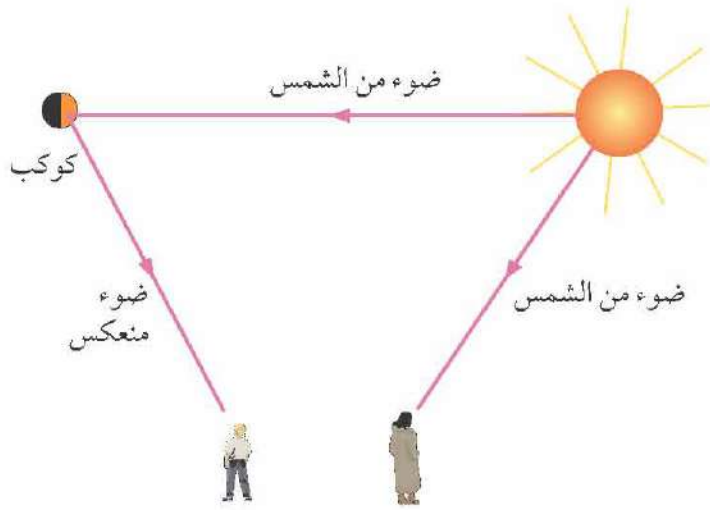 ضوء من الشمس
كوكب
ضوء من الشمس
ضوء
منعكس